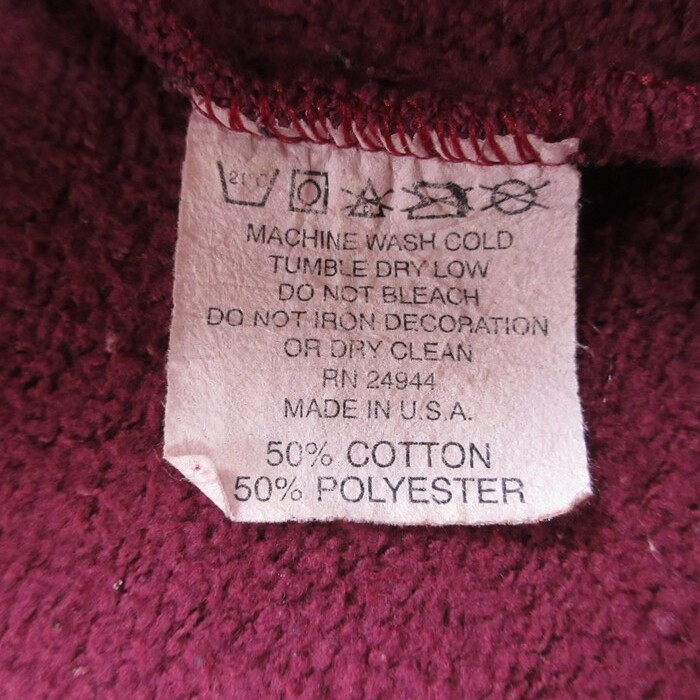 21°C
MACHINE WASH COLD
TUMBLE DRY LOW
DO NOT BLEACH
DO NOT IRON DECORATION
OR DRY CLEAN
RN 24944
MADE IN U.S.A.
50% COTTON
50% POLYESTER